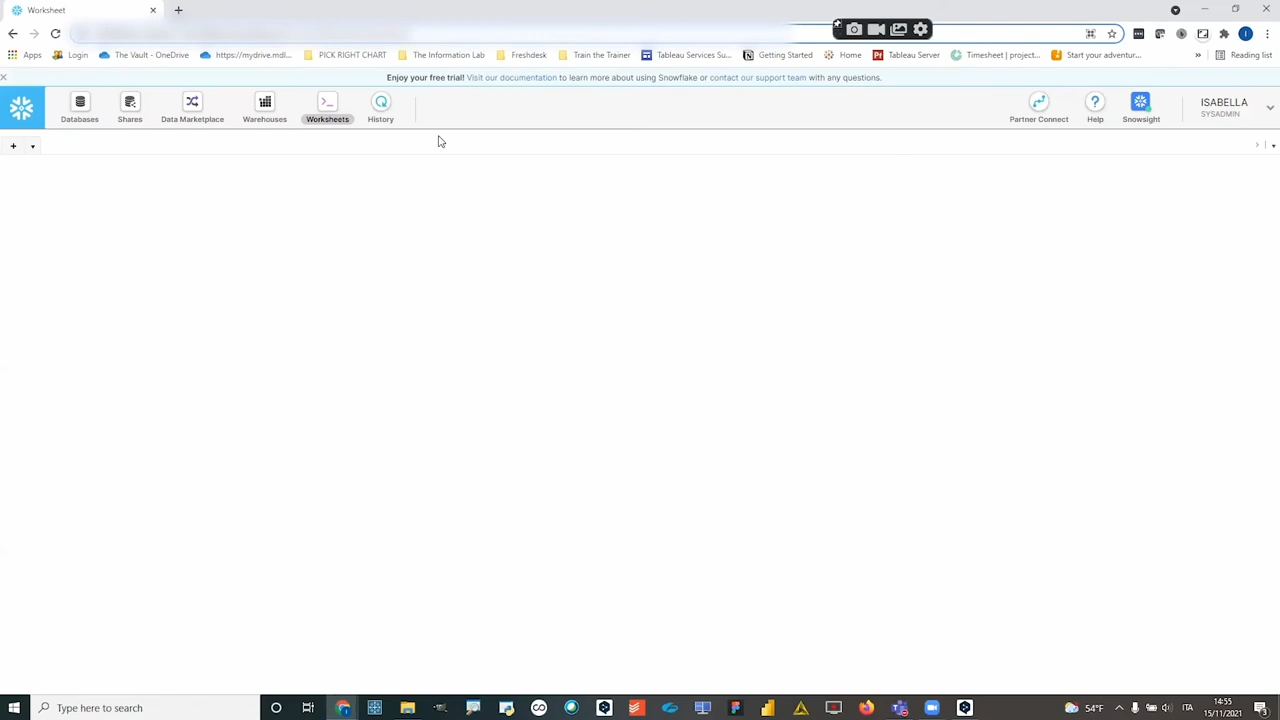 Worksheet
Apps
Login
The Vault - OneDrive
https://mydrive.mdl...
PICK RIGHT CHART
The Information Lab
Freshdesk
Train the Trainer
Tableau Services Su...
Getting Started
Home
Tableau Server
Timesheet | project...
Start your adventur...
»
Reading list
Enjoy your free trial! Visit our documentation to learn more about using Snowflake or contact our support team with any questions.
Databases
Shares
Data Marketplace
Warehouses
Worksheets
History
Partner Connect
Help
Snowsight
ISABELLA
SYSADMIN
Type here to search
54°F
ITA
14:55
15/11/2021